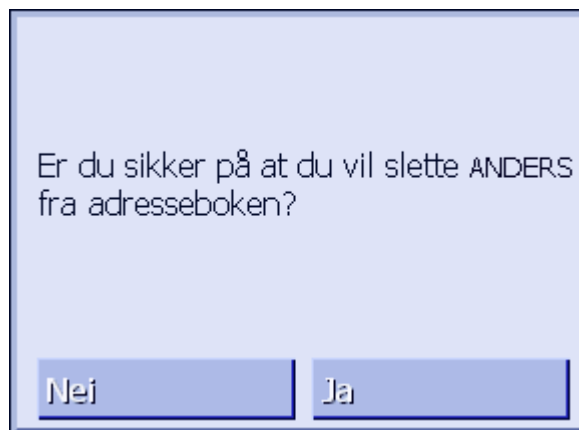 Er du sikker på at du vil slette ANDERS
fra adresseboken?
Nei
Ja